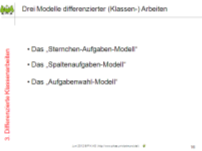 Drei Modelle differenzierter (Klassen-) Arbeiten
3. Differenzierte Klassenarbeiten
• Das „Sternchen-Aufgaben-Modell“
• Das „Spaltenaufgaben-Modell“
• Das „Aufgabenwahl-Modell“